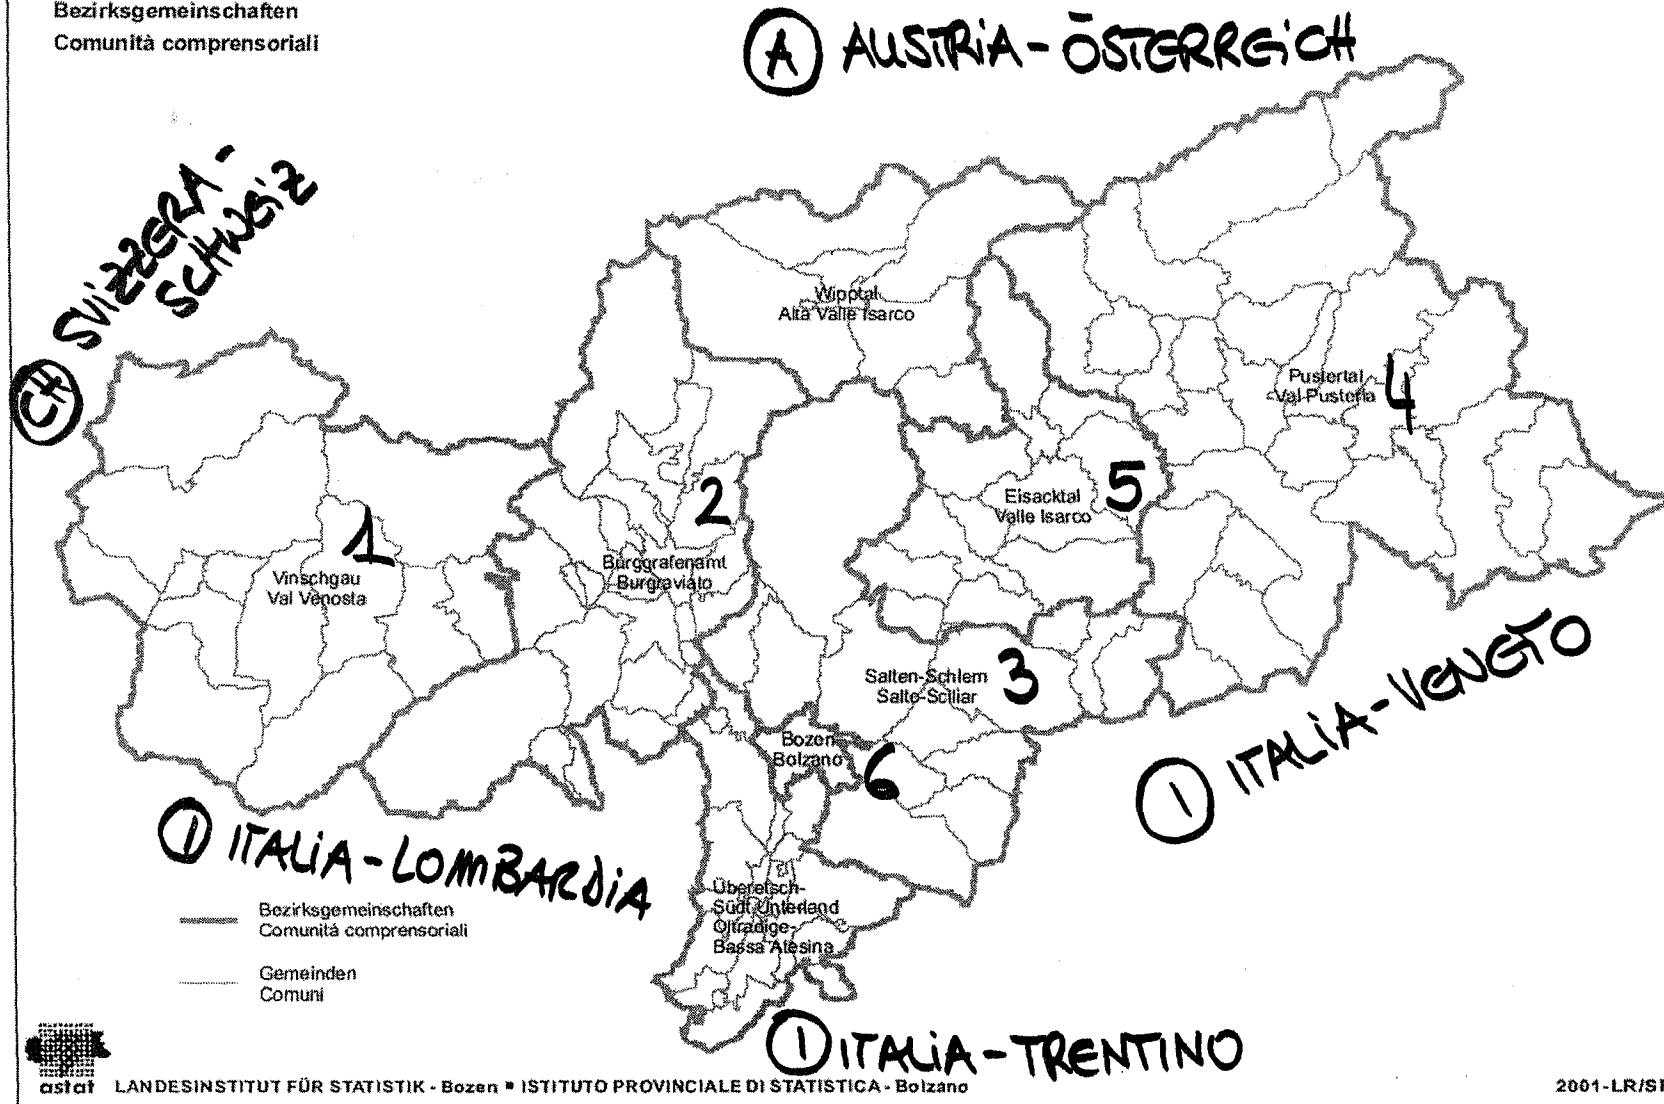 Bezirksgemeinschaften
Comunità comprensoriali
A AUSTRiA - ÖSTERREiCH
CH SViZZERA -
SCHWEiZ
Wipptal
Alta Valle Isarco
Pustertal
Val Pusteria
4
2
5
Eisacktal
Valle Isarco
1
Vinschgau
Val Venosta
Burggrafenamt
Burgraviato
Salten-Schlern
Salto-Sciliar
3
Bozen
Bolzano
6
I ITALiA - VENETO
I ITALiA - LOMBARDiA
Überetsch-
Südt. Unterland
Oltradige-
Bassa Atesina
Bezirksgemeinschaften
Comunità comprensoriali
Gemeinden
Comuni
I ITALiA - TRENTINO
astat LANDESINSTITUT FÜR STATISTIK - Bozen ▪ ISTITUTO PROVINCIALE DI STATISTICA - Bolzano
2001-LR/SI